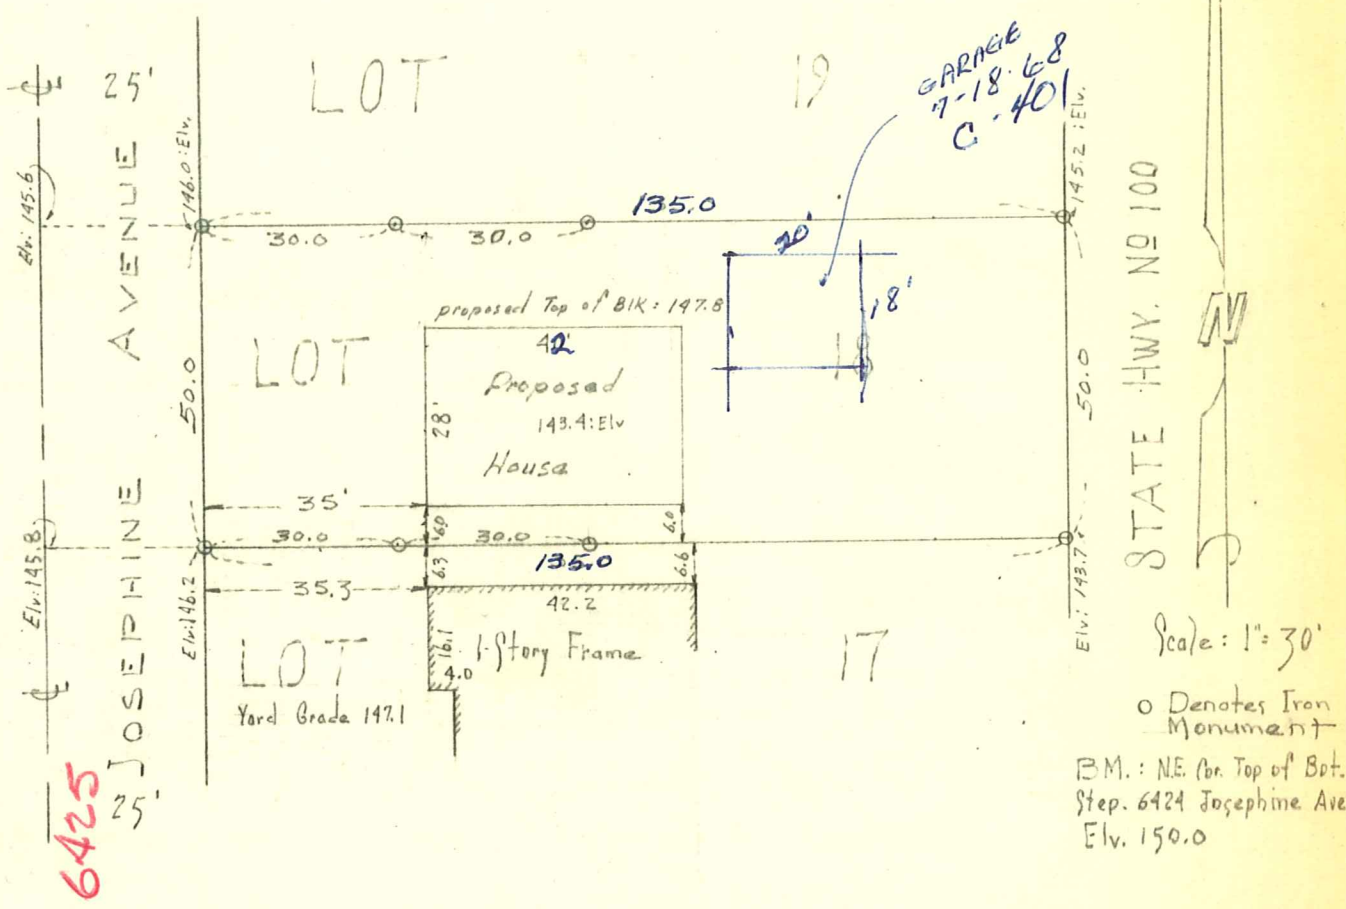 25'
LOT
19
GARAGE
7-18-68
C-401
Elv: 145.6
AVENUE
146.0:Elv.
145.2:Elv.
135.0
30.0
30.0
20'
18'
STATE HWY. No 100
N
proposed Top of Blk: 147.8
LOT
18
42
Proposed
143.4:Elv
House
28'
50.0
50.0
35'
6.0
6.0
30.0
30.0
135.0
Elv: 145.8
JOSEPHINE
Elv:146.2
35.3
6.3
6.6
42.2
Elv: 143.7
LOT
16.1
4.0
1-Story Frame
17
Yard Grade 147.1
Scale: 1"=30'
o Denotes Iron
Monument
B.M.: N.E. Cor. Top of Bot.
Step. 6424 Josephine Ave
Elv. 150.0
25'
6425